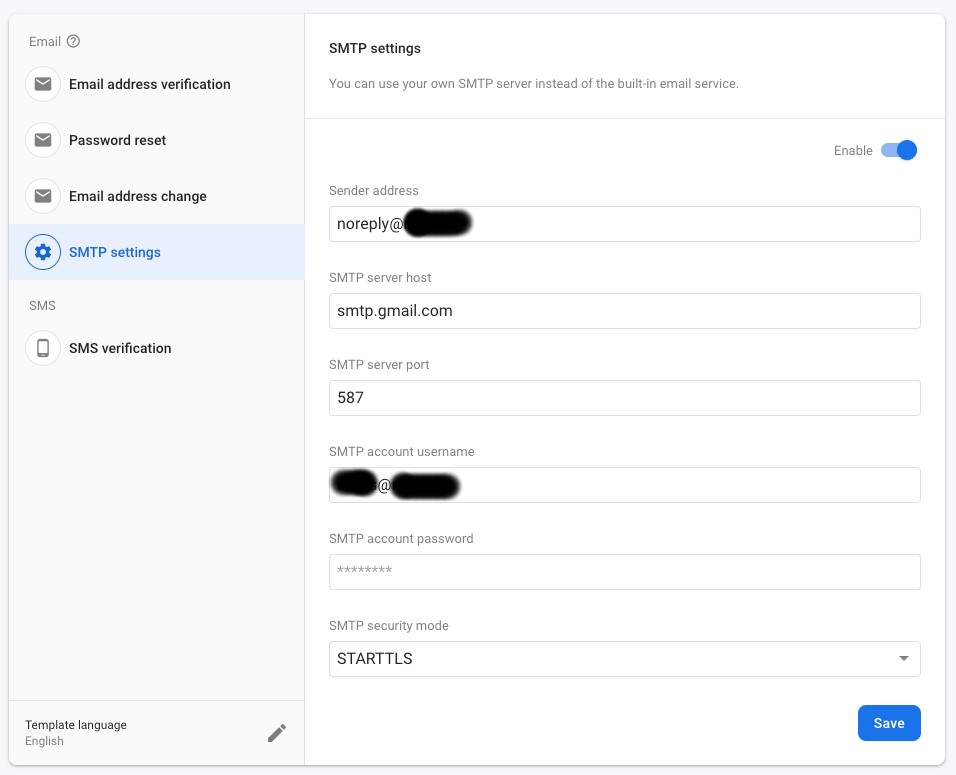 Email
Email address verification
Password reset
Email address change
SMTP settings
SMS
SMS verification
Template language
English
SMTP settings
You can use your own SMTP server instead of the built-in email service.
Enable
Sender address
noreply@
SMTP server host
smtp.gmail.com
SMTP server port
587
SMTP account username
@
SMTP account password
********
SMTP security mode
STARTTLS
Save